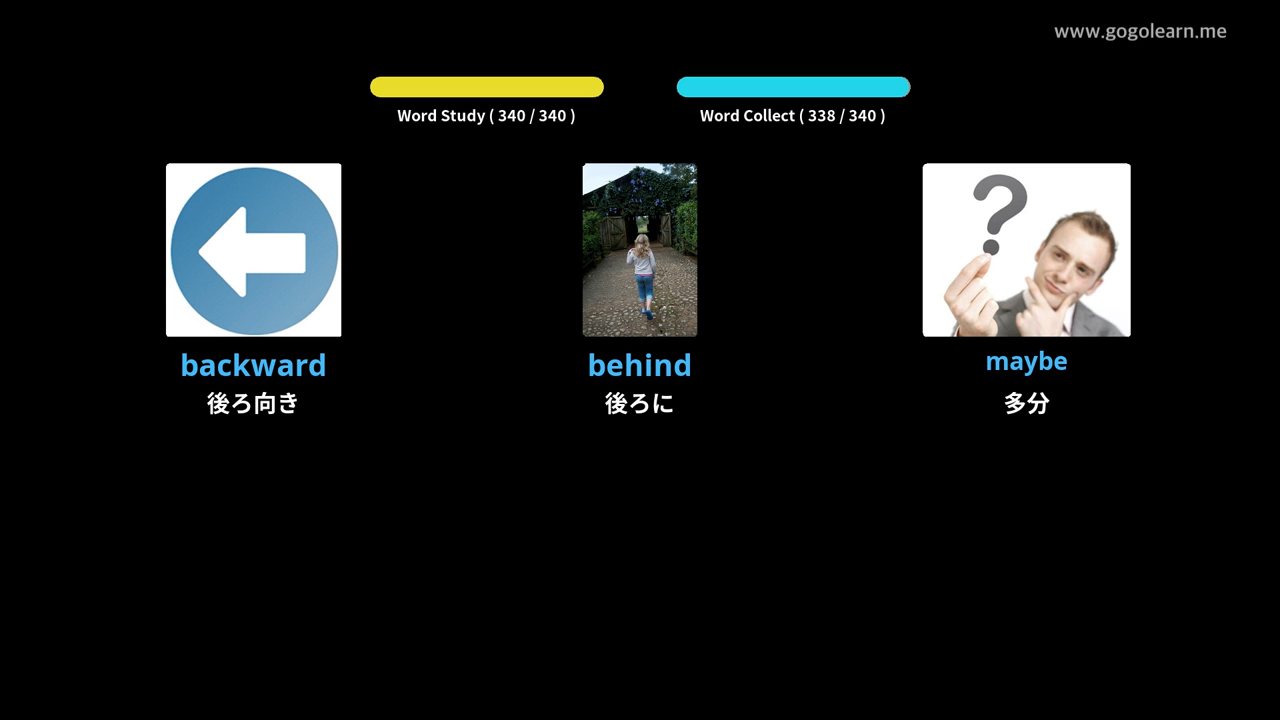 www.gogolearn.me
Word Study ( 340 / 340 )
Word Collect ( 338 / 340 )
backward
behind
maybe
後ろ向き
後ろに
多分